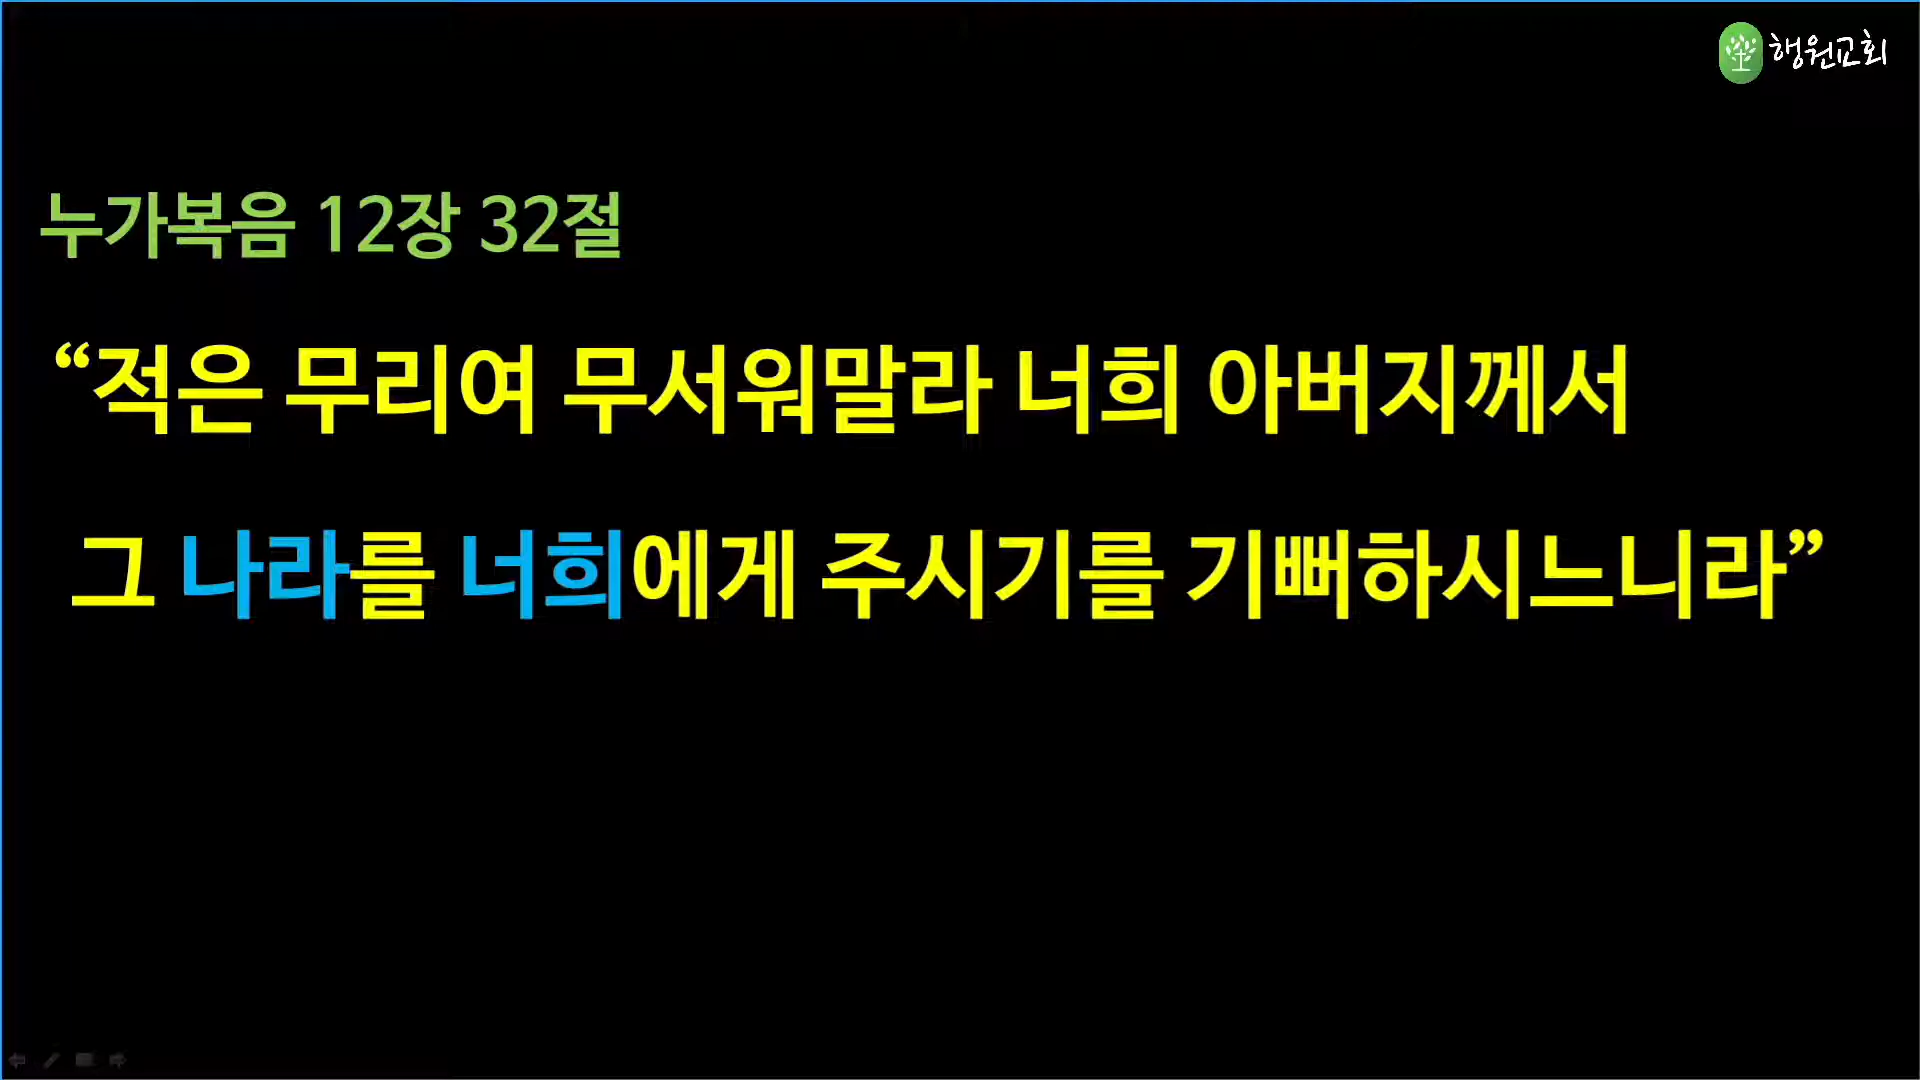 행원교회
누가복음 12장 32절
“적은 무리여 무서워말라 너희 아버지께서
그 나라를 너희에게 주시기를 기뻐하시느니라”